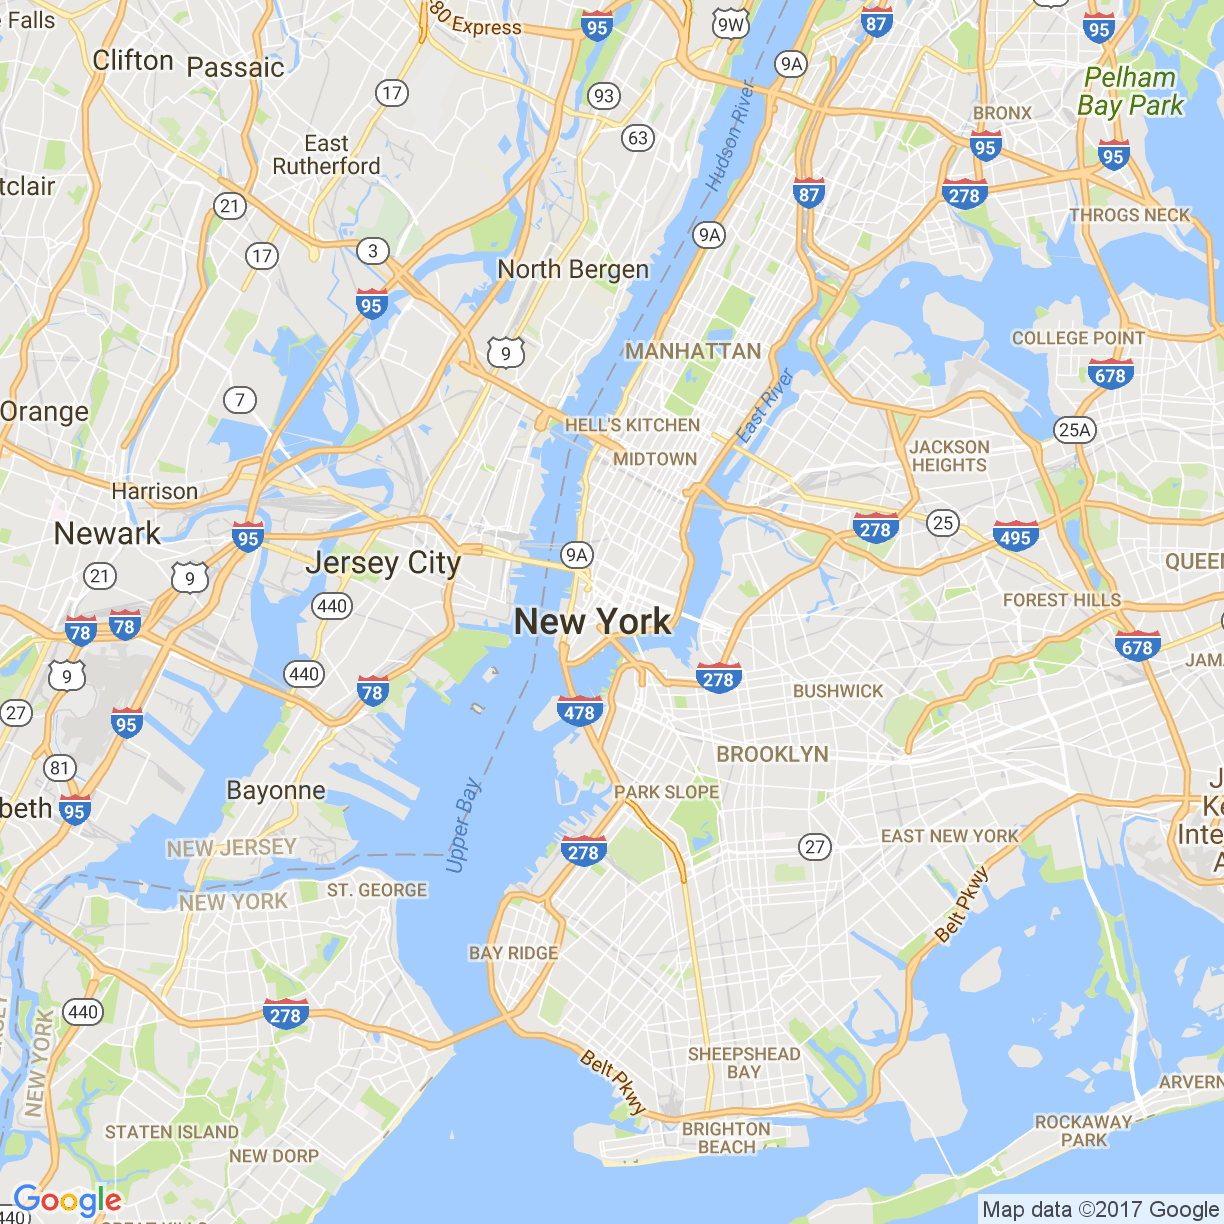 Falls
Clifton
Passaic
80 Express
95
9W
87
95
9A
17
93
63
Hudson River
Pelham
Bay Park
BRONX
95
95
East
Rutherford
tclair
21
87
278
THROGS NECK
17
3
9A
North Bergen
95
9
MANHATTAN
COLLEGE POINT
678
East River
7
Orange
HELL'S KITCHEN
25A
MIDTOWN
JACKSON
HEIGHTS
Harrison
Newark
95
278
25
495
Jersey City
9A
QUEE
21
9
440
FOREST HILLS
New York
78
78
678
JAM
9
440
78
278
BUSHWICK
27
95
478
BROOKLYN
81
Bayonne
PARK SLOPE
J
Ke
Inte
A
beth
95
Upper Bay
NEW JERSEY
278
27
EAST NEW YORK
ST. GEORGE
NEW YORK
Belt Pkwy
BAY RIDGE
440
278
NEW YORK
Belt Pkwy
SHEEPSHEAD
BAY
ARVERN
STATEN ISLAND
BRIGHTON
BEACH
ROCKAWAY
PARK
NEW DORP
Google
440
Map data ©2017 Google